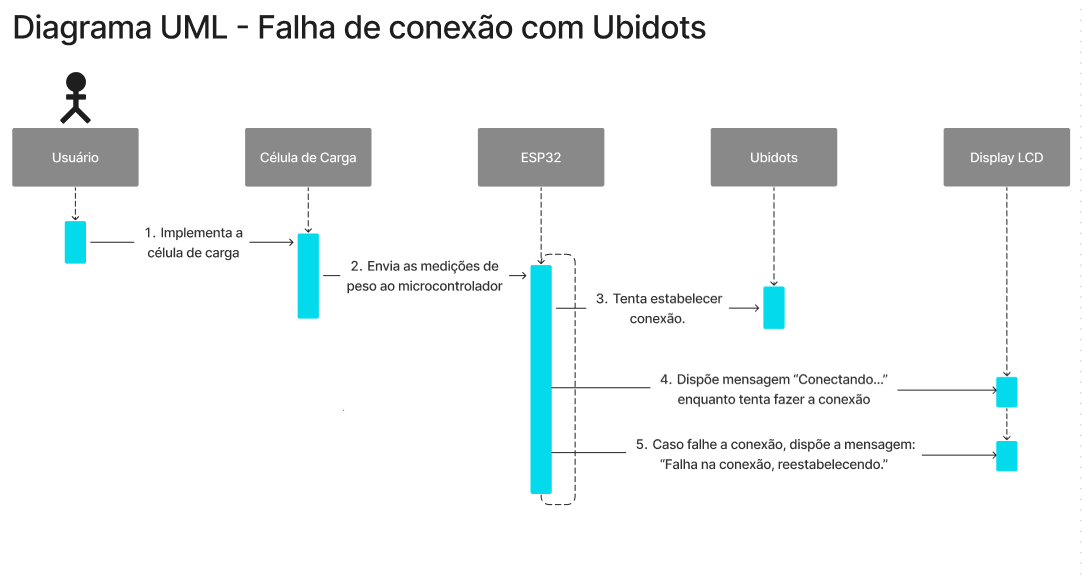 Diagrama UML - Falha de conexão com Ubidots
Usuário
Célula de Carga
ESP32
Ubidots
Display LCD
1. Implementa a
célula de carga
2. Envia as medições de
peso ao microcontrolador
3. Tenta estabelecer
conexão.
4. Dispõe mensagem “Conectando...”
enquanto tenta fazer a conexão
5. Caso falhe a conexão, dispõe a mensagem:
“Falha na conexão, reestabelecendo.”